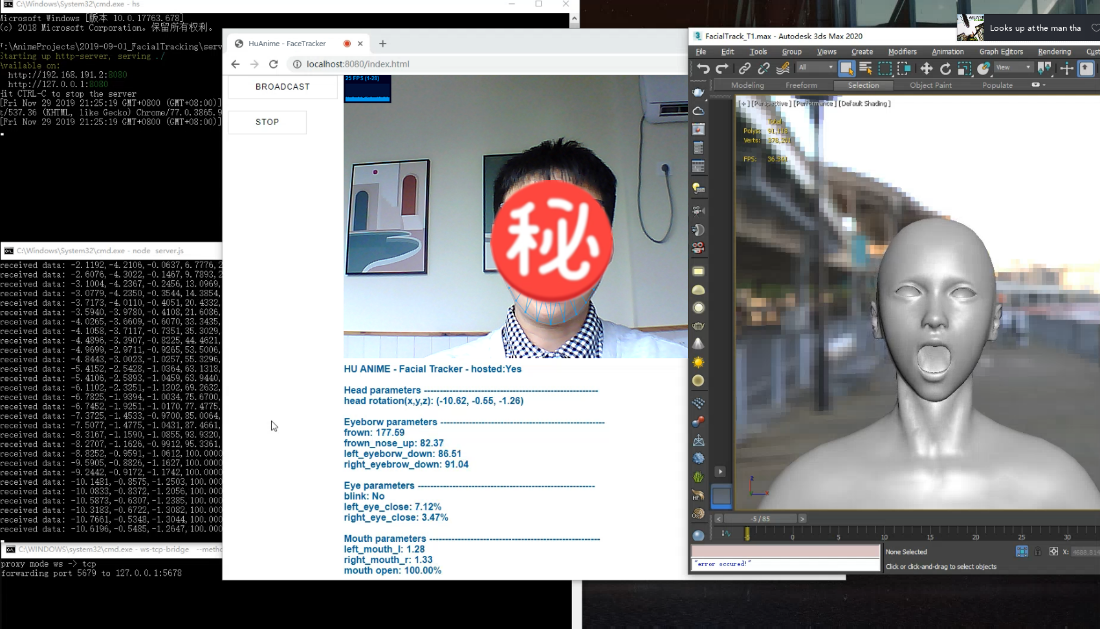 C:\Windows\System32\cmd.exe - hs
Microsoft Windows [版本 10.0.17763.678]
(c) 2018 Microsoft Corporation。保留所有权利。
:\AnimeProjects\2019-09-01_FacialTracking\serv
Starting up http-server, serving ./
Available on:
http://192.168.191.2:8080
http://127.0.0.1:8080
Hit CTRL-C to stop the server
[Fri Nov 29 2019 21:25:19 GMT+0800 (GMT+08:00)]
t/537.36 (KHTML, like Gecko) Chrome/77.0.3865.9
[Fri Nov 29 2019 21:25:19 GMT+0800 (GMT+08:00)]
C:\Windows\System32\cmd.exe - node server.js
received data: -2.1192,-4.2106,-0.0637,6.7776,2
received data: -2.6076,-4.3022,-0.1467,9.7893,2
received data: -3.1004,-4.2367,-0.2456,13.0969,
received data: -3.0779,-4.2350,-0.3544,14.3854,
received data: -3.7173,-4.0110,-0.4051,20.4332,
received data: -3.5940,-3.9780,-0.4108,21.6086,
received data: -4.0265,-3.6609,-0.6070,33.3435,
received data: -4.1058,-3.7117,-0.7351,35.3029,
received data: -4.4896,-3.3907,-0.8225,44.4621,
received data: -4.9699,-2.9711,-0.9265,53.5006,
received data: -4.8443,-3.0023,-1.0257,55.3296,
received data: -5.4152,-2.5428,-1.0364,63.1318,
received data: -5.4106,-2.5893,-1.0459,63.9440,
received data: -6.1102,-2.3251,-1.1202,69.2632,
received data: -6.7825,-1.9394,-1.0034,75.6700,
received data: -6.7452,-1.9251,-1.0170,77.4775,
received data: -7.3725,-1.4533,-0.9700,85.0064,
received data: -7.5077,-1.4775,-1.0431,87.4661,
received data: -8.3167,-1.1590,-1.0855,93.9320,
received data: -8.2707,-1.1626,-0.9912,95.3361,
received data: -8.8252,-0.9591,-1.0612,100.0000
received data: -9.5905,-0.8826,-1.1627,100.0000
received data: -9.2442,-0.9172,-1.1742,100.0000
received data: -10.1481,-0.8575,-1.2503,100.000
received data: -10.0833,-0.8372,-1.2056,100.000
received data: -10.5873,-0.6307,-1.2385,100.000
received data: -10.3183,-0.6722,-1.3082,100.000
received data: -10.7661,-0.5348,-1.3044,100.000
received data: -10.6196,-0.5485,-1.2647,100.000
C:\WINDOWS\system32\cmd.exe - ws-tcp-bridge --metho
proxy mode ws -> tcp
forwarding port 5679 to 127.0.0.1:5678
HuAnime - FaceTracker
localhost:8080/index.html
BROADCAST
STOP
25 FPS (1-28)
秘
HU ANIME - Facial Tracker - hosted:Yes
Head parameters
head rotation(x,y,z): (-10.62, -0.55, -1.26)
Eyeborw parameters
frown: 177.59
frown_nose_up: 82.37
left_eyeborw_down: 86.51
right_eyebrow_down: 91.04
Eye parameters
blink: No
left_eye_close: 7.12%
right_eye_close: 3.47%
Mouth parameters
left_mouth_l: 1.28
right_mouth_r: 1.33
mouth open: 100.00%
Looks up at the man tha
FacialTrack_T1.max - Autodesk 3ds Max 2020
File Edit Tools Group Views Create Modifiers Animation Graph Editors Rendering Cu
All View
Modeling Freeform Selection Object Paint Populate
[+] [Perspective] [Performance] [Default Shading]
Total
FPS:
-5 / 85
0 5 10 15 20 25 30
None Selected
X:
"error occured!"
Click or click-and-drag to select objects